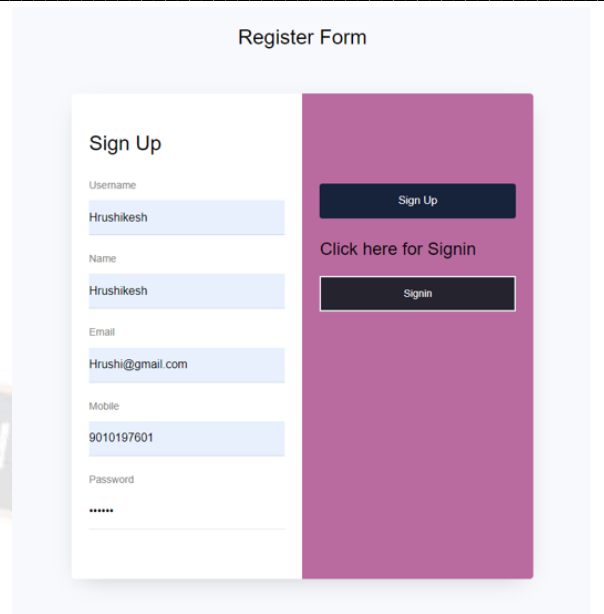 Register Form
Sign Up
Username
Hrushikesh
Name
Hrushikesh
Email
Hrushi@gmail.com
Mobile
9010197601
Password
••••••
Sign Up
Click here for Signin
Signin